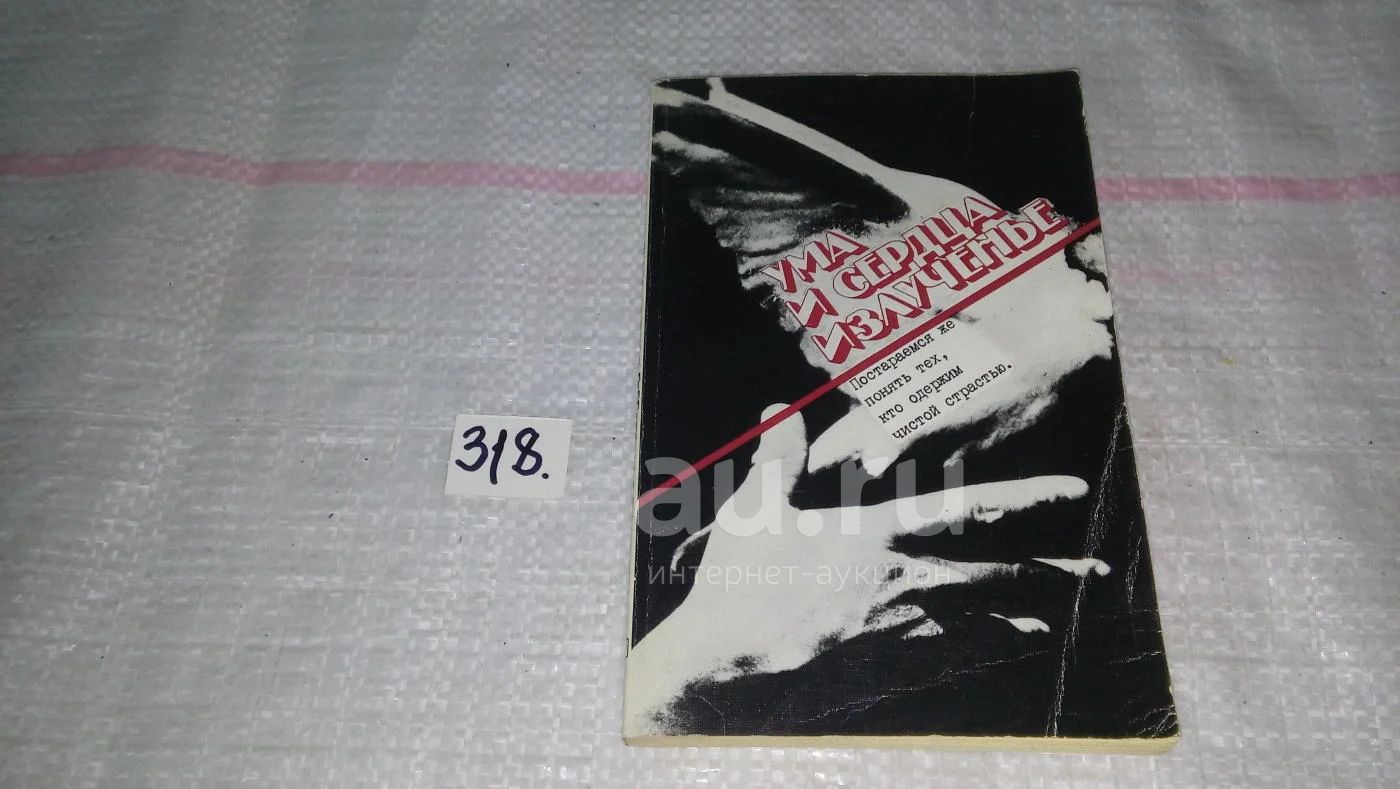 УМА
И СЕРДЦА
ИЗЛУЧЕНЬЕ
Постараемся же
понять тех,
кто одержим
чистой страстью.
318.
au.ru
интернет-аукцион